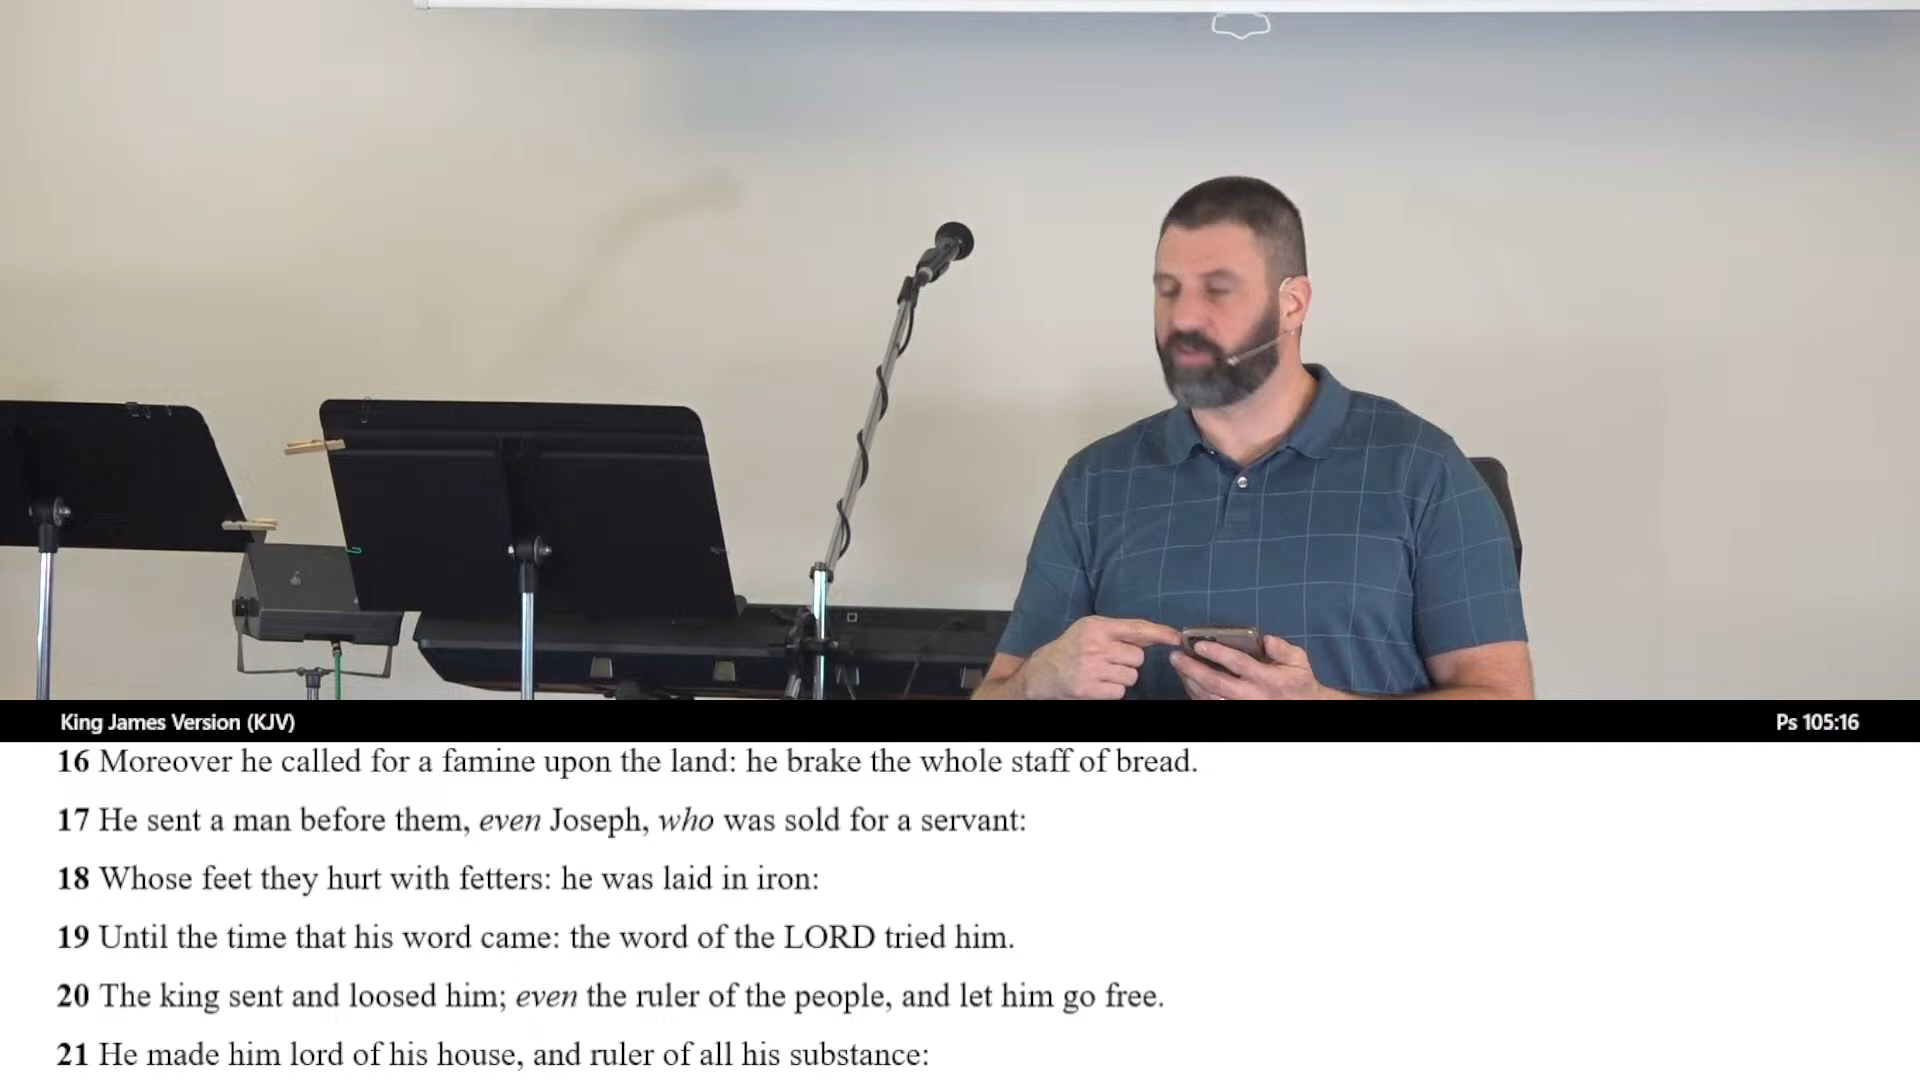 King James Version (KJV)
Ps 105:16
16 Moreover he called for a famine upon the land: he brake the whole staff of bread.
17 He sent a man before them, even Joseph, who was sold for a servant:
18 Whose feet they hurt with fetters: he was laid in iron:
19 Until the time that his word came: the word of the LORD tried him.
20 The king sent and loosed him; even the ruler of the people, and let him go free.
21 He made him lord of his house, and ruler of all his substance: